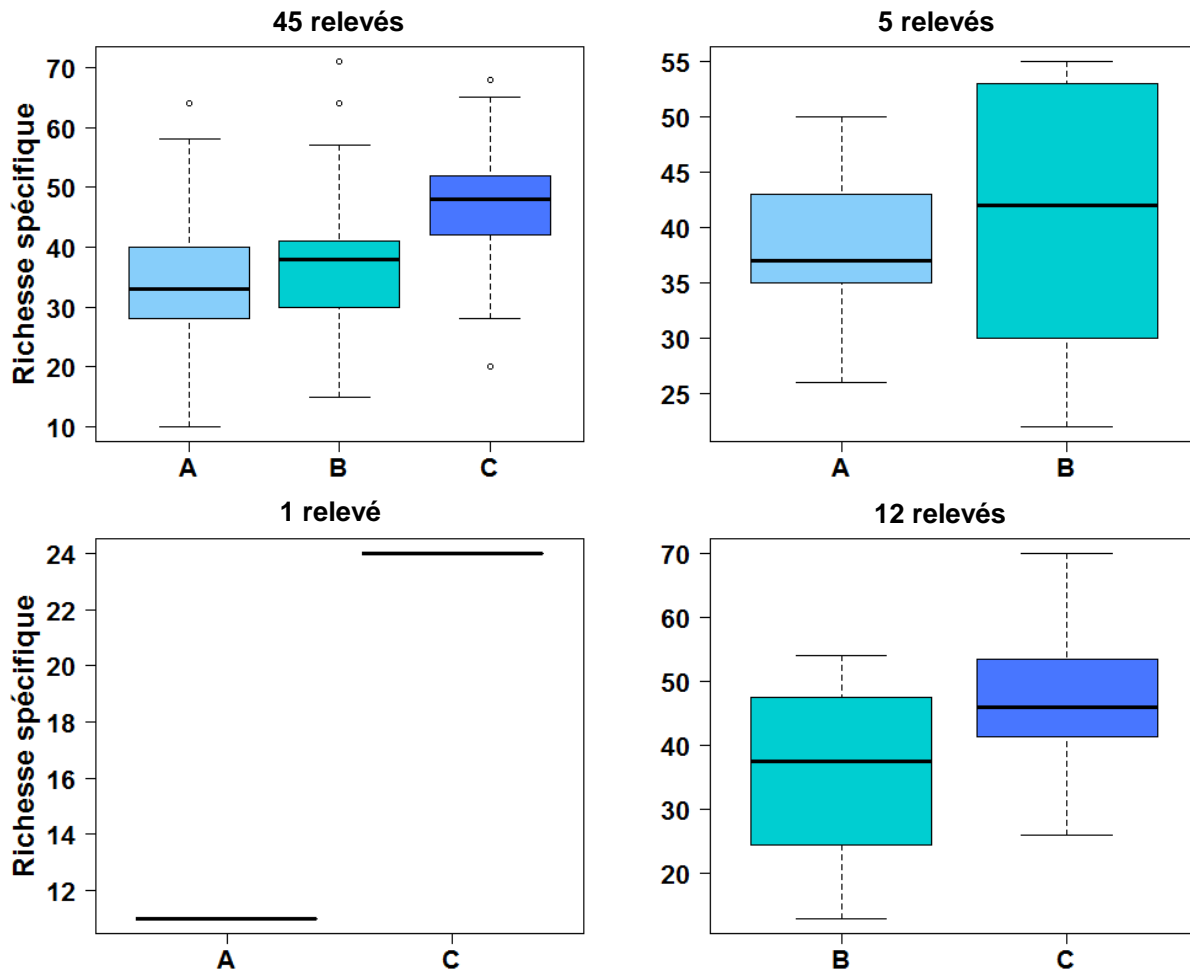 45 relevés
Richesse spécifique
70
60
50
40
30
20
10
A B C
5 relevés
55
50
45
40
35
30
25
A B
1 relevé
Richesse spécifique
24
22
20
18
16
14
12
A C
12 relevés
70
60
50
40
30
20
B C